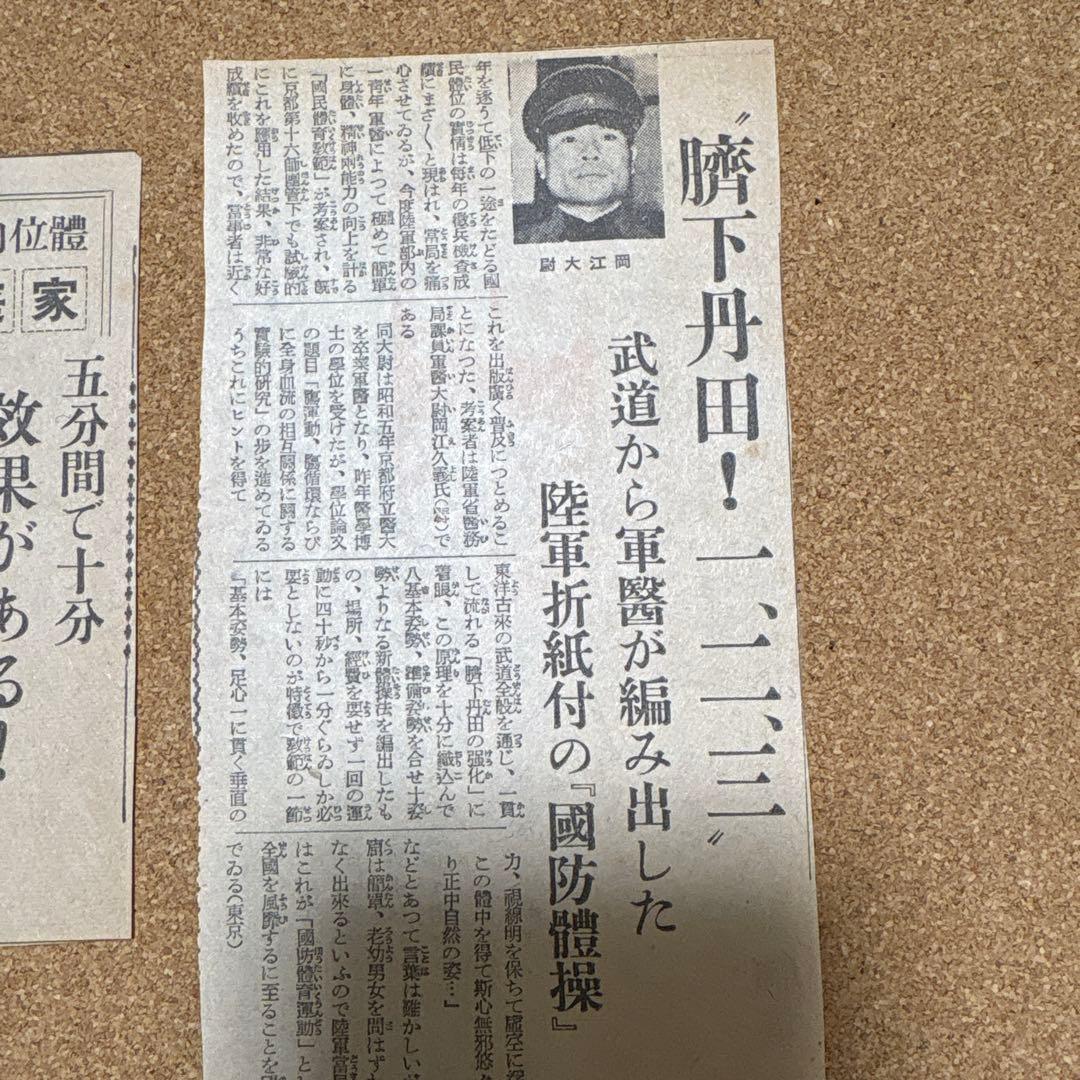 〝臍下丹田！一、二、三〟
武道から軍醫が編み出した
陸軍折紙付の『國防體操』
岡江大尉
年を逐うて低下の一途をたどる國
民體位の實情は毎年の徴兵檢査成
績にまざ〱と現はれ、當局を痛
心させてゐるが、今度陸軍部内の
一青年軍醫によつて極めて簡單
に身體、精神兩能力の向上を計る
「國民體育敎範」が考案され、旣
に京都第十六師團管下でも試驗的
にこれを應用した結果、非常な好
成績を收めたので、當事者は近く
これを出版廣く普及につとめるこ
とになつた、考案者は陸軍省醫務
局課員軍醫大尉岡江久義氏で
ある
同大尉は昭和五年京都府立醫大
を卒業軍醫となり、昨年醫學博
士の學位を受けたが、學位論文
の題目「腸運動、腸循環ならび
に全身血流の相互關係に關する
實驗的研究」の歩を進めてゐる
うちこれにヒントを得て
東洋古來の武道全般を通じ、一貫
して流れる「臍下丹田の强化」に
着眼、この原理を十分に織込んで
八基本姿勢、準備姿勢を合せ十姿
勢よりなる新體操法を編出したも
の、場所、經費を要せず一回の運
動に四十秒から一分ぐらゐしか必
要としないのが特徴で敎範の一節
には
「基本姿勢、足心一に貫く垂直の
力、視線明を保ちて虛空に
この體中を得て斯心無邪悠
り正中自然の姿…」
などとあつて言葉は難かしい
は簡單、老幼男女を問はず
なく出來るといふので陸軍當局
はこれが「國防體育運動」と
全國を風靡するに至ることを
でゐる（東京）
位體
家
五分間で十分
效果がある！